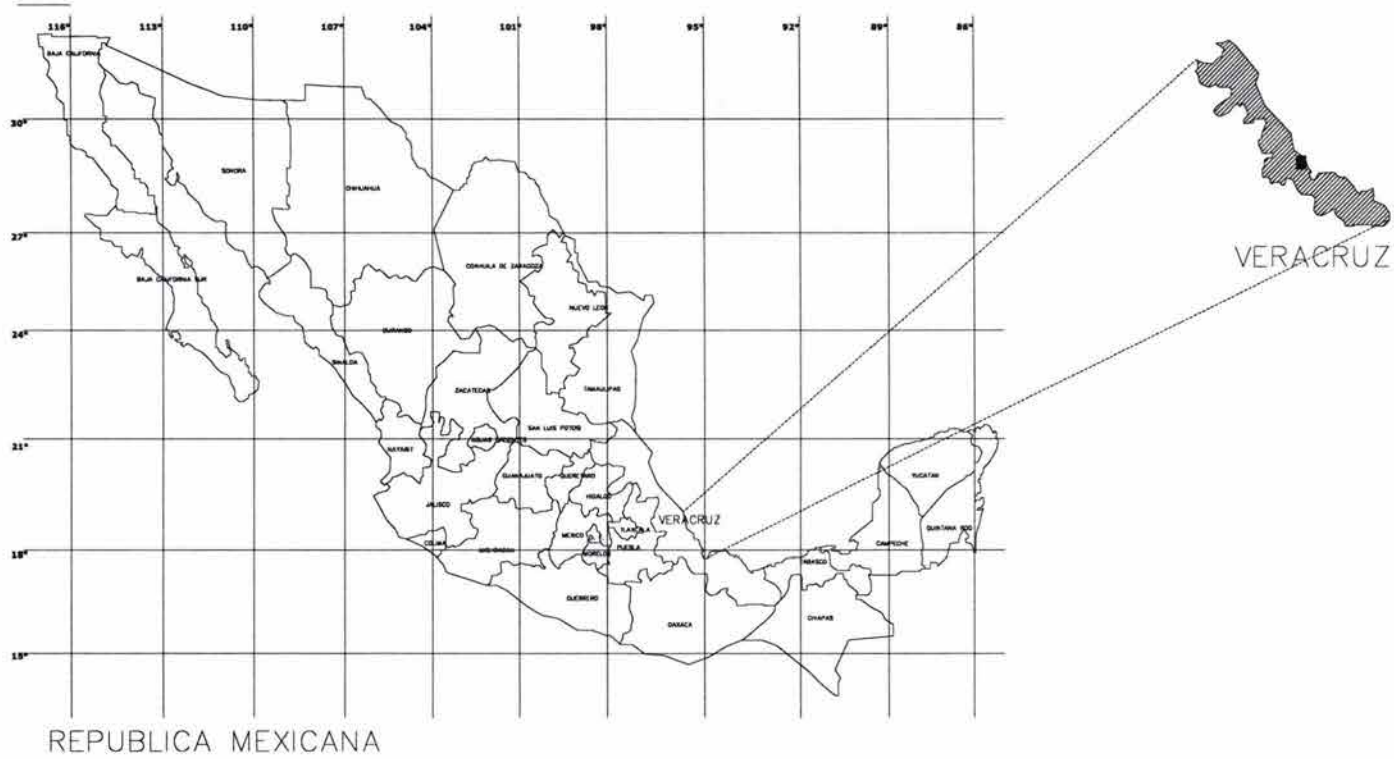 116° 113° 110° 107° 104° 101° 98° 95° 92° 89° 86°
BAJA CALIFORNIA
30°
SONORA
CHIHUAHUA
27°
VERACRUZ
COAHUILA DE ZARAGOZA
BAJA CALIFORNIA SUR
NUEVO LEON
24°
DURANGO
SINALOA
ZACATECAS
TAMAULIPAS
SAN LUIS POTOSI
21°
NAYARIT
GUANAJUATO
QUERETARO
YUCATAN
HIDALGO
JALISCO
VERACRUZ
TLAXCALA
QUINTANA ROO
COLIMA
MEXICO
CAMPECHE
PUEBLA
18°
MORELOS
TABASCO
GUERRERO
CHIAPAS
OAXACA
15°
REPUBLICA MEXICANA